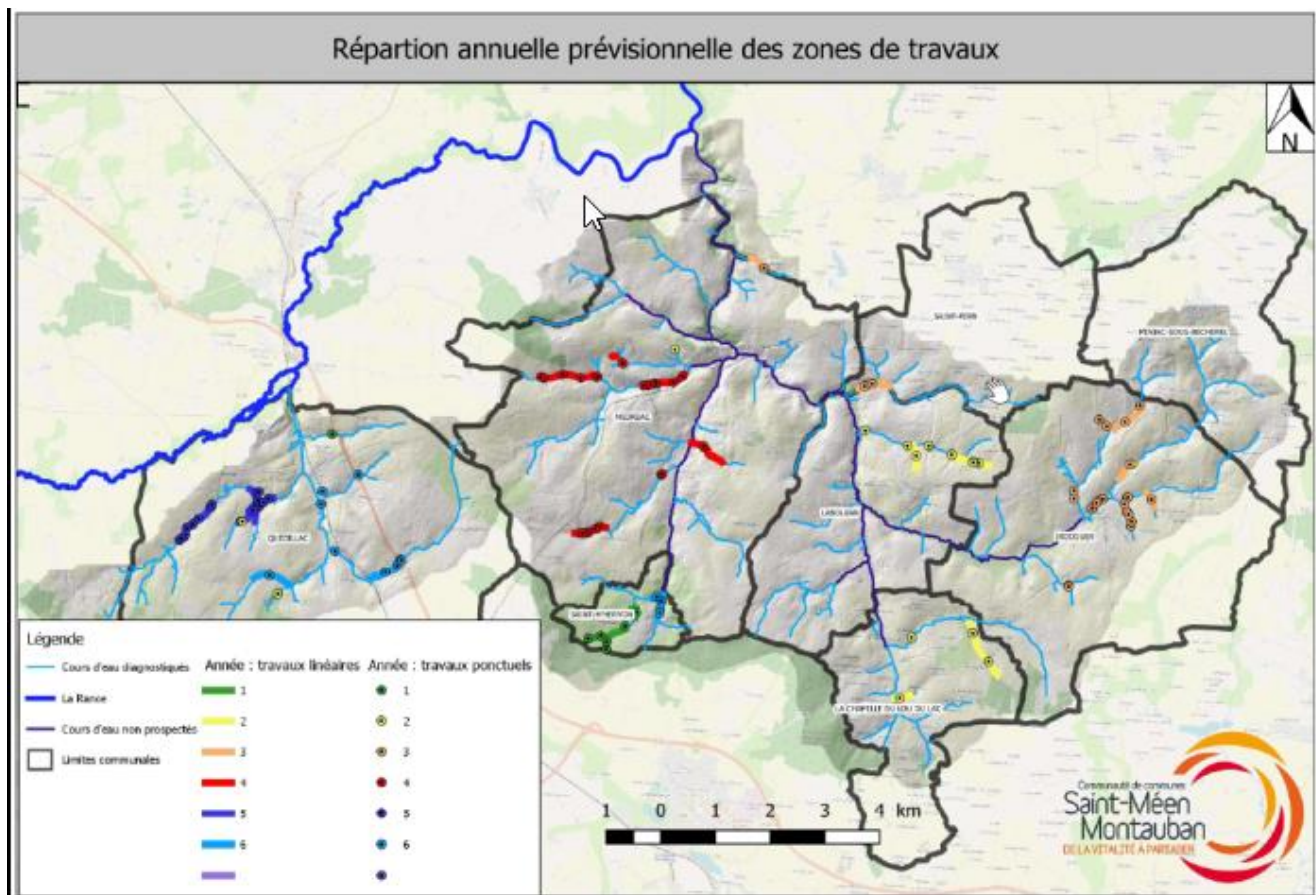 Répartion annuelle prévisionnelle des zones de travaux
N
SAINT-PERN
MEDREAC
QUEDILLAC
LANDUJAN
IRODOUER
LA CHAPELLE DU LOU DU LAC
Légende
Cours d'eau diagnostiqués
La Rance
Cours d'eau non prospectés
Limites communales
Année : travaux linéaires
1
2
3
4
5
6
Année : travaux ponctuels
1
2
3
4
5
6
1 0 1 2 3 4 km
Communauté de communes
Saint-Méen
Montauban
DE LA VITALITÉ À PARTAGER